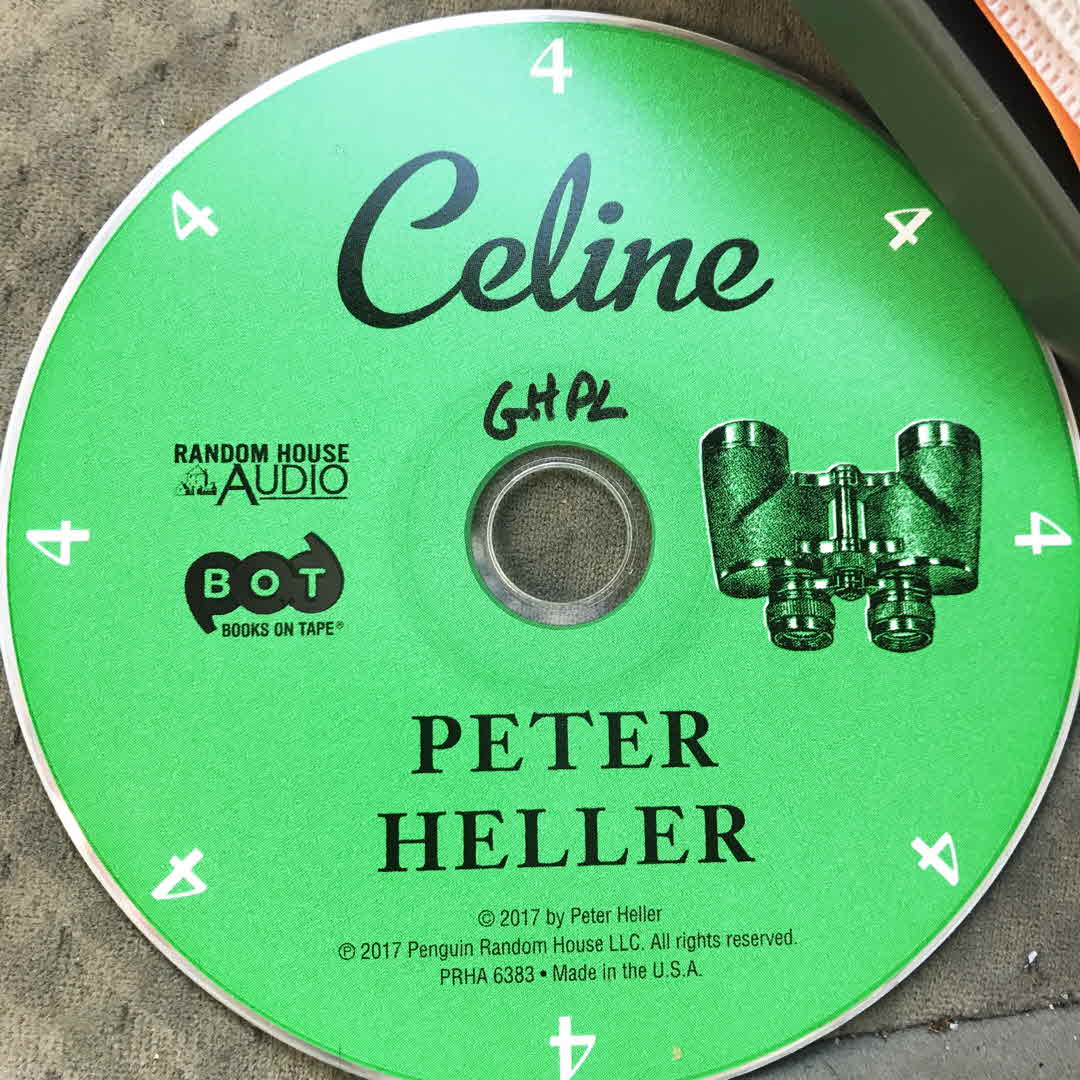 4
4
4
Celine
GHPL
RANDOM HOUSE
AUDIO
BOT
BOOKS ON TAPE®
4
4
PETER
HELLER
4
4
© 2017 by Peter Heller
℗ 2017 Penguin Random House LLC. All rights reserved.
PRHA 6383 • Made in the U.S.A.
4